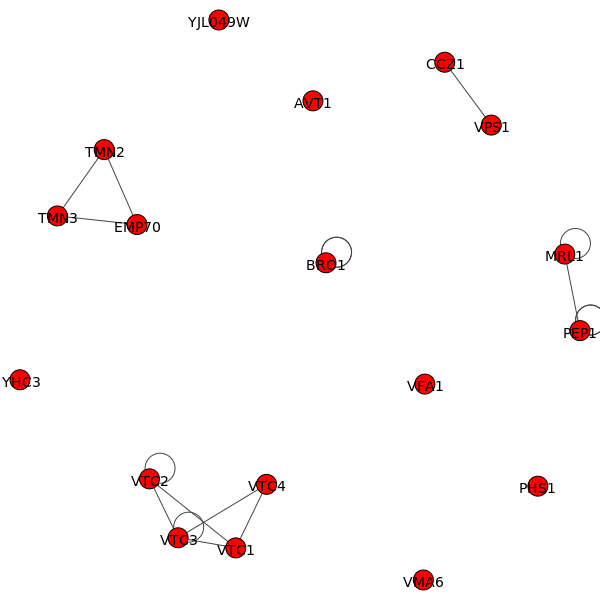 YJL049W
CCZ1
AVT1
VPS1
TMN2
TMN3
EMP70
BRO1
MRL1
PEP1
YHC3
VFA1
VTC2
VTC4
PHS1
VTC3
VTC1
VMA6